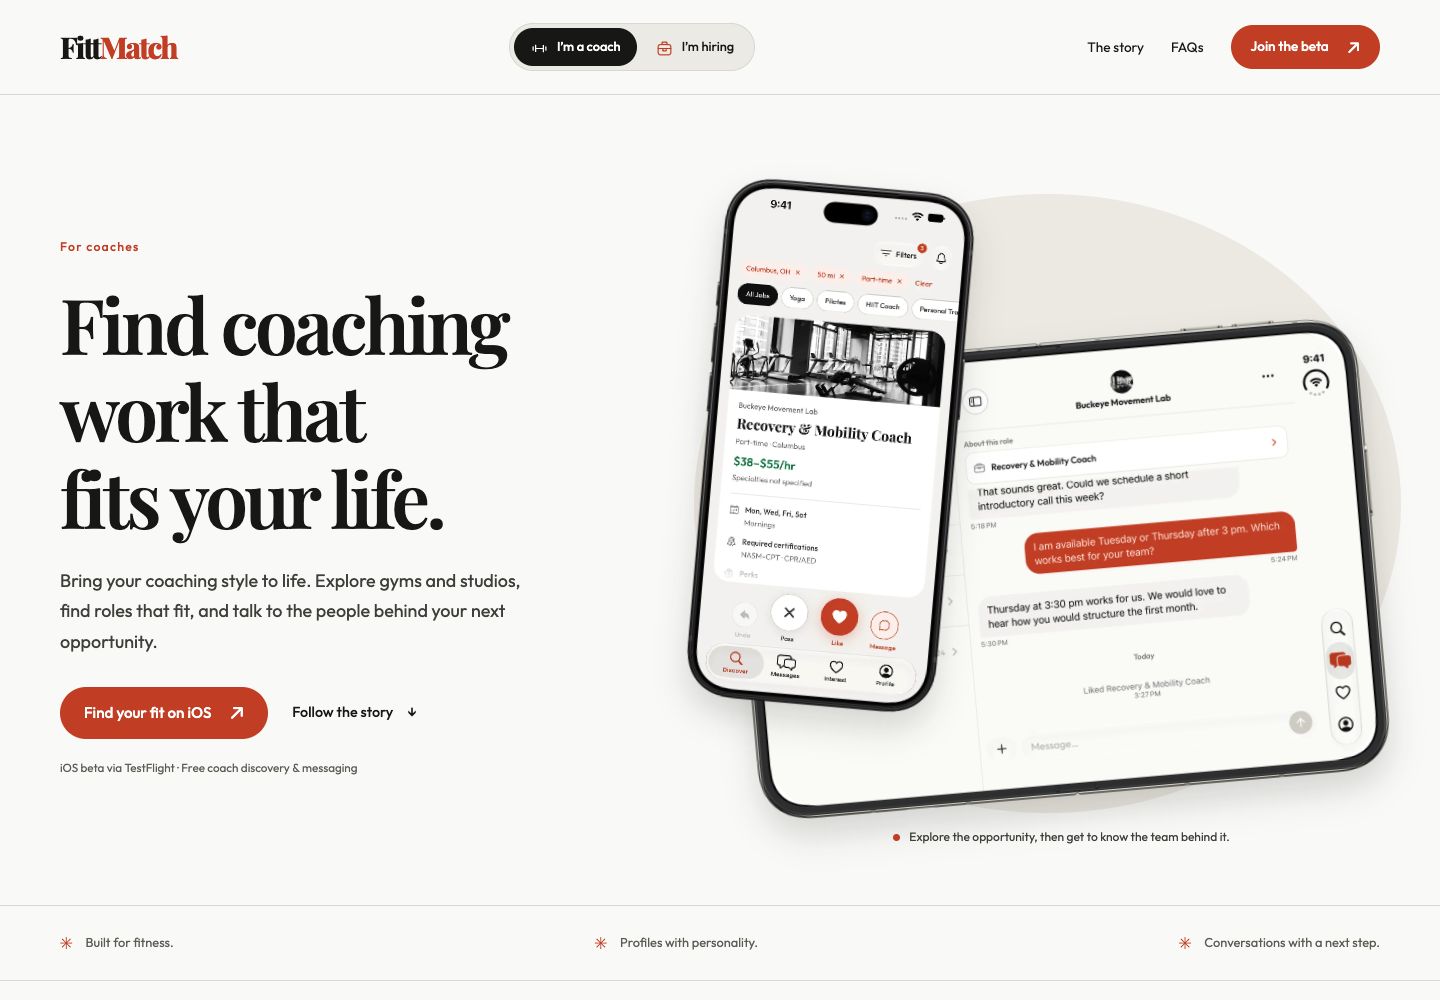 FittMatch
I'm a coach
I'm hiring
The story
FAQs
Join the beta
For coaches
Find coaching
work that
fits your life.
Bring your coaching style to life. Explore gyms and studios,
find roles that fit, and talk to the people behind your next
opportunity.
Find your fit on iOS
Follow the story
iOS beta via TestFlight · Free coach discovery & messaging
9:41
Filters
3
Columbus, OH ×
50 mi ×
Part-time ×
Clear
All Jobs
Yoga
Pilates
HIIT Coach
Personal Tra
Buckeye Movement Lab
Recovery & Mobility Coach
Part-time · Columbus
$38–$55/hr
Specialties not specified
Mon, Wed, Fri, Sat
Mornings
Required certifications
NASM-CPT · CPR/AED
Perks
Undo
Pass
Like
Message
Discover
Messages
Interest
Profile
9:41
Buckeye Movement Lab
About this role
Recovery & Mobility Coach
That sounds great. Could we schedule a short
introductory call this week?
5:18 PM
I am available Tuesday or Thursday after 3 pm. Which
works best for your team?
5:24 PM
Thursday at 3:30 pm works for us. We would love to
hear how you would structure the first month.
5:30 PM
Today
Liked Recovery & Mobility Coach
3:27 PM
Message...
Explore the opportunity, then get to know the team behind it.
Built for fitness.
Profiles with personality.
Conversations with a next step.